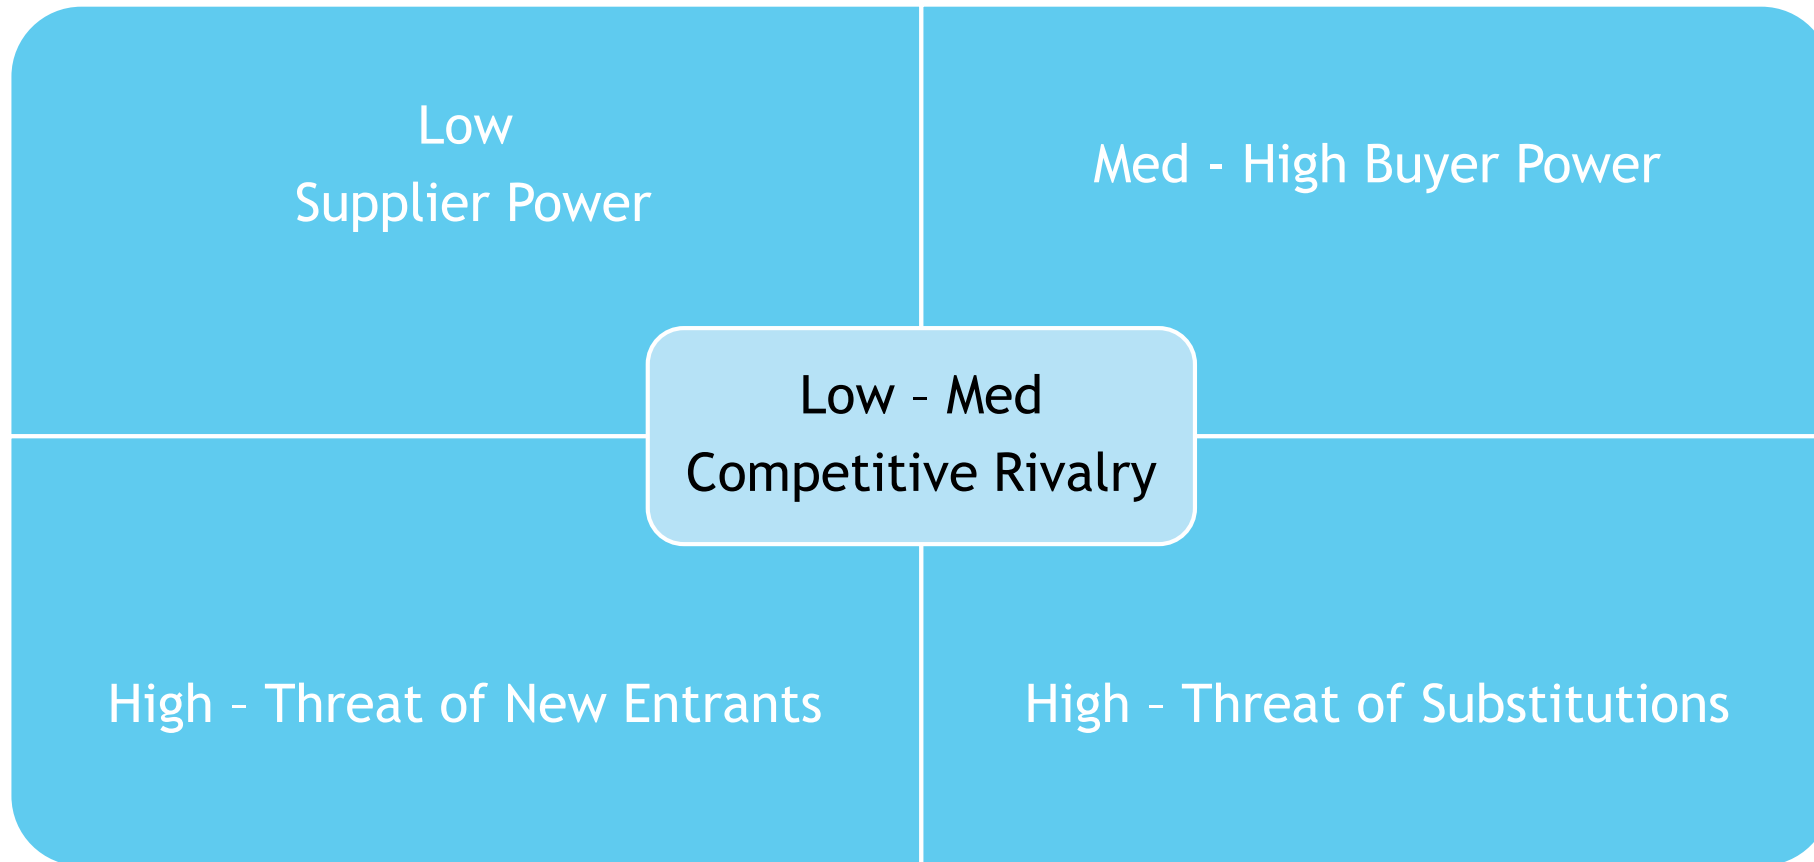 Low
Supplier Power
Med - High Buyer Power
Low – Med
Competitive Rivalry
High – Threat of New Entrants
High – Threat of Substitutions